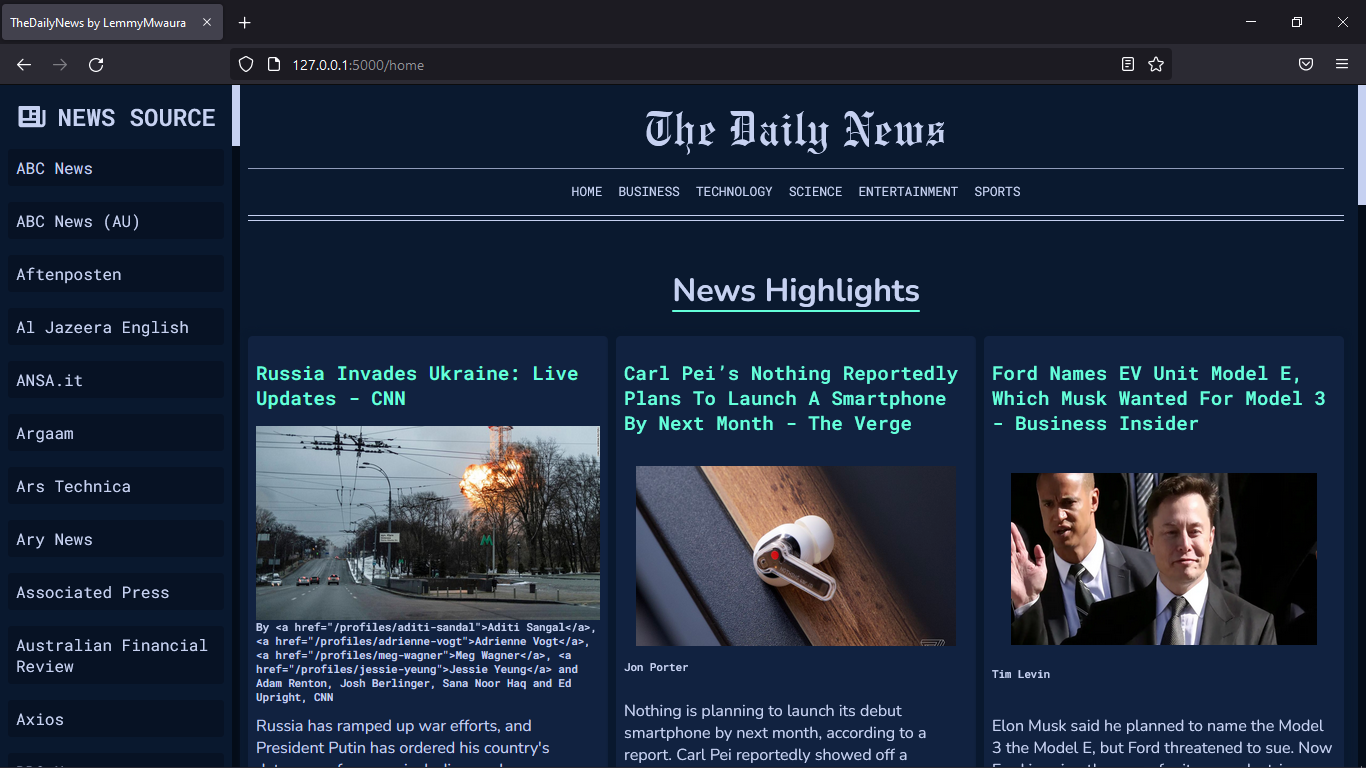 TheDailyNews by LemmyMwaura
127.0.0.1:5000/home
NEWS SOURCE
ABC News
ABC News (AU)
Aftenposten
Al Jazeera English
ANSA.it
Argaam
Ars Technica
Ary News
Associated Press
Australian Financial
Review
Axios
The Daily News
HOME BUSINESS TECHNOLOGY SCIENCE ENTERTAINMENT SPORTS
News Highlights
Russia Invades Ukraine: Live
Updates - CNN
By <a href="/profiles/aditi-sandal">Aditi Sangal</a>,
<a href="/profiles/adrienne-vogt">Adrienne Vogt</a>,
<a href="/profiles/meg-wagner">Meg Wagner</a>, <a
href="/profiles/jessie-yeung">Jessie Yeung</a> and
Adam Renton, Josh Berlinger, Sana Noor Haq and Ed
Upright, CNN
Russia has ramped up war efforts, and
President Putin has ordered his country's
Carl Pei’s Nothing Reportedly
Plans To Launch A Smartphone
By Next Month - The Verge
Jon Porter
Nothing is planning to launch its debut
smartphone by next month, according to a
report. Carl Pei reportedly showed off a
Ford Names EV Unit Model E,
Which Musk Wanted For Model 3
- Business Insider
Tim Levin
Elon Musk said he planned to name the Model
3 the Model E, but Ford threatened to sue. Now